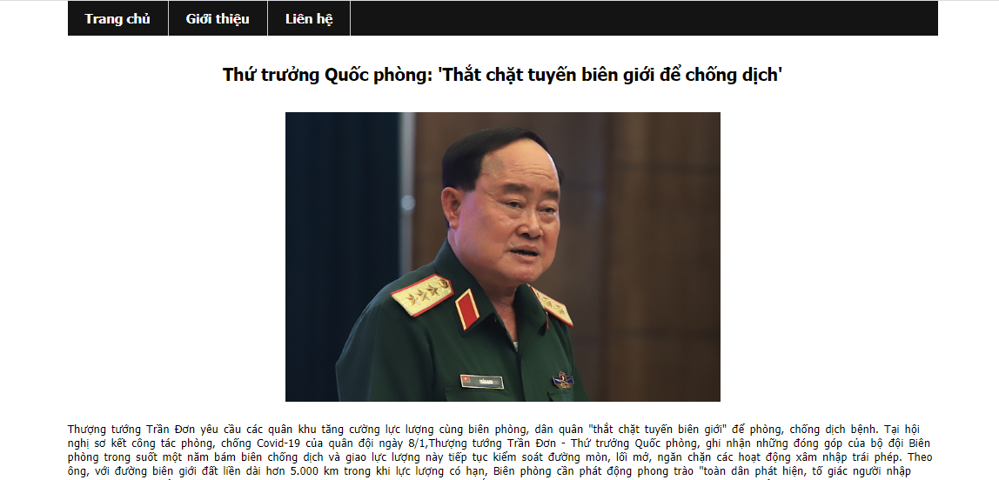 Trang chủ Giới thiệu Liên hệ
Thứ trưởng Quốc phòng: 'Thắt chặt tuyến biên giới để chống dịch'
Thượng tướng Trần Đơn yêu cầu các quân khu tăng cường lực lượng cùng biên phòng, dân quân "thắt chặt tuyến biên giới" để phòng, chống dịch bệnh. Tại hội
nghị sơ kết công tác phòng, chống Covid-19 của quân đội ngày 8/1,Thượng tướng Trần Đơn - Thứ trưởng Quốc phòng, ghi nhận những đóng góp của bộ đội Biên
phòng trong suốt một năm bám biên chống dịch và giao lực lượng này tiếp tục kiểm soát đường mòn, lối mở, ngăn chặn các hoạt động xâm nhập trái phép. Theo
ông, với đường biên giới đất liền dài hơn 5.000 km trong khi lực lượng có hạn, Biên phòng cần phát động phong trào "toàn dân phát hiện, tố giác người nhập